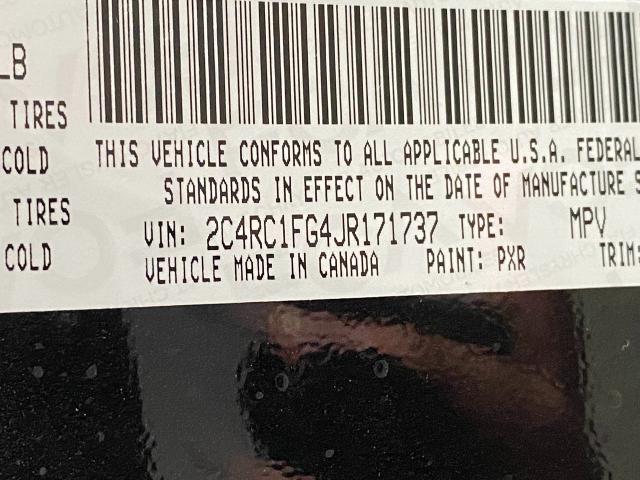 LB
TIRES
COLD
TIRES
COLD
THIS VEHICLE CONFORMS TO ALL APPLICABLE U.S.A. FEDERAL
STANDARDS IN EFFECT ON THE DATE OF MANUFACTURE S
VIN: 2C4RC1FG4JR171737 TYPE: MPV
VEHICLE MADE IN CANADA PAINT: PXR TRIM: